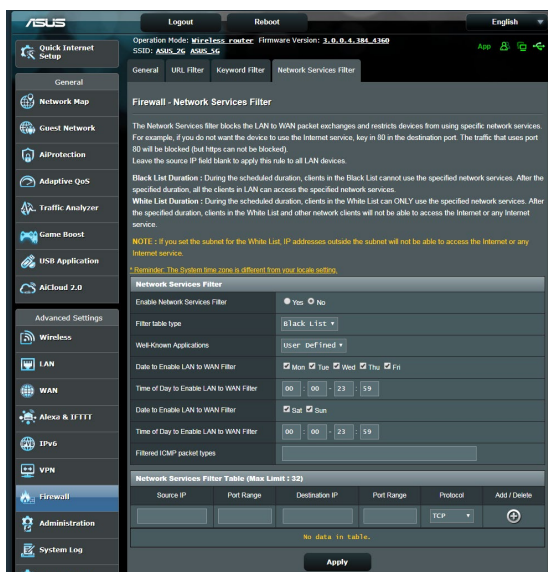 ASUS
Logout
Reboot
English
Operation Mode: Wireless router Firmware Version: 3.0.0.4.384_4360
SSID: ASUS_2G ASUS_5G
App
Quick Internet
Setup
General
Network Map
Guest Network
AiProtection
Adaptive QoS
Traffic Analyzer
Game Boost
USB Application
AiCloud 2.0
Advanced Settings
Wireless
LAN
WAN
Alexa & IFTTT
IPv6
VPN
Firewall
Administration
System Log
General
URL Filter
Keyword Filter
Network Services Filter
Firewall - Network Services Filter
The Network Services filter blocks the LAN to WAN packet exchanges and restricts devices from using specific network services.
For example, if you do not want the device to use the Internet service, key in 80 in the destination port. The traffic that uses port
80 will be blocked (but https can not be blocked).
Leave the source IP field blank to apply this rule to all LAN devices.
Black List Duration : During the scheduled duration, clients in the Black List cannot use the specified network services. After the
specified duration, all the clients in LAN can access the specified network services.
White List Duration : During the scheduled duration, clients in the White List can ONLY use the specified network services. After
the specified duration, clients in the White List and other network clients will not be able to access the Internet or any Internet
service.
NOTE : If you set the subnet for the White List, IP addresses outside the subnet will not be able to access the Internet or any
Internet service.
* Reminder: The System time zone is different from your locale setting.
Network Services Filter
Enable Network Services Filter
Yes No
Filter table type
Black List
Well-Known Applications
User Defined
Date to Enable LAN to WAN Filter
Mon Tue Wed Thu Fri
Time of Day to Enable LAN to WAN Filter
00 : 00 - 23 : 59
Date to Enable LAN to WAN Filter
Sat Sun
Time of Day to Enable LAN to WAN Filter
00 : 00 - 23 : 59
Filtered ICMP packet types
Network Services Filter Table (Max Limit : 32)
Source IP
Port Range
Destination IP
Port Range
Protocol
Add / Delete
TCP
No data in table.
Apply